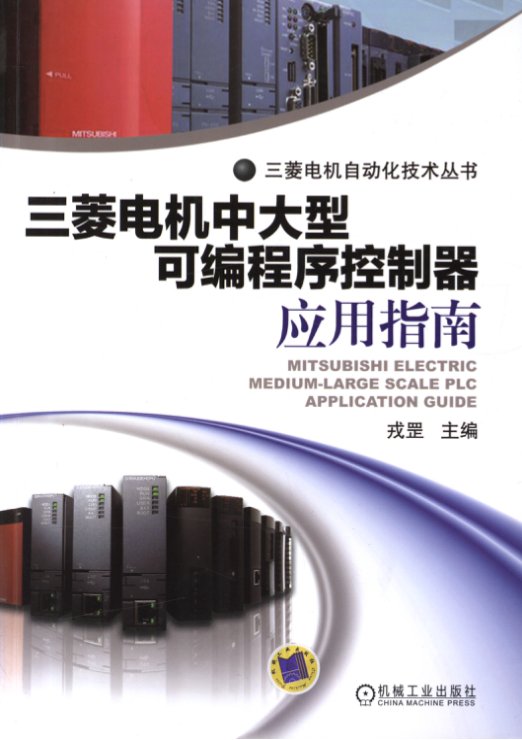 PULL
MITSUBISHI
三菱电机自动化技术丛书
三菱电机中大型
可编程序控制器
应用指南
MITSUBISHI ELECTRIC
MEDIUM-LARGE SCALE PLC
APPLICATION GUIDE
戎罡 主编
机械工业出版社
CHINA MACHINE PRESS